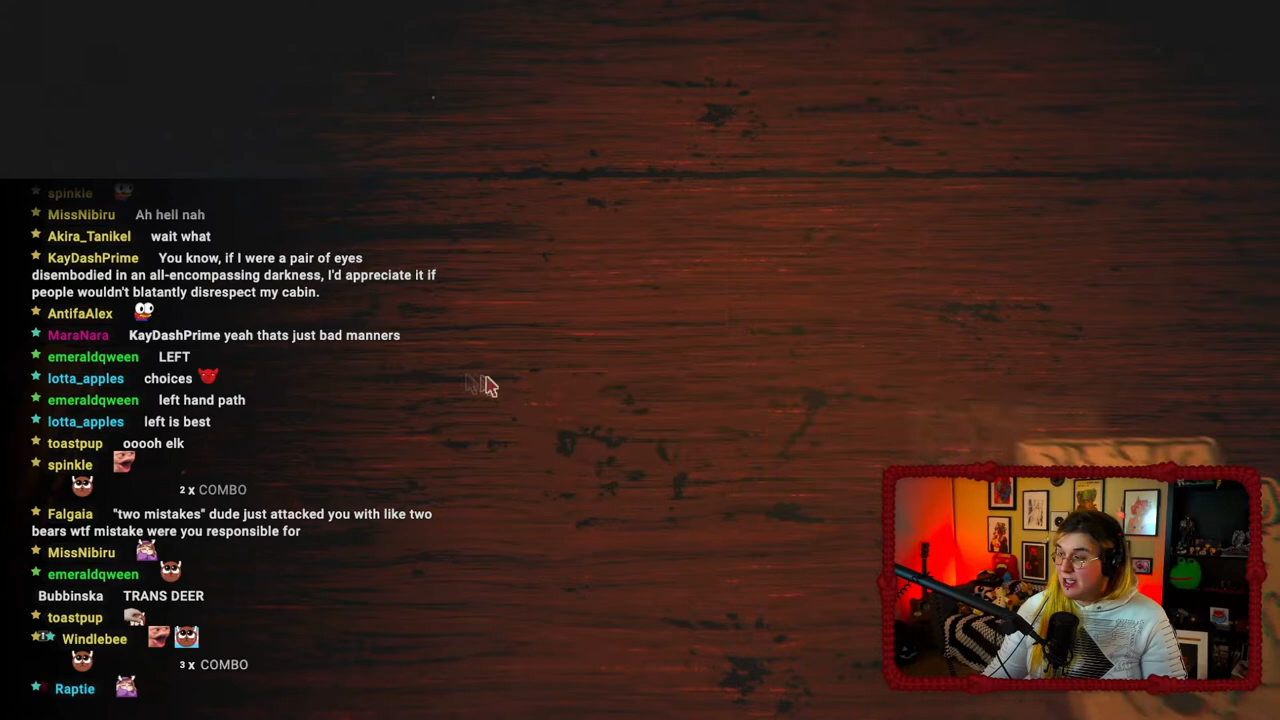 spinkle
MissNibiru Ah hell nah
Akira_Tanikel wait what
KayDashPrime You know, if I were a pair of eyes
disembodied in an all-encompassing darkness, I'd appreciate it if
people wouldn't blatantly disrespect my cabin.
AntifaAlex
MaraNara KayDashPrime yeah thats just bad manners
emeraldqween LEFT
lotta_apples choices
emeraldqween left hand path
lotta_apples left is best
toastpup ooooh elk
spinkle
2 x COMBO
Falgaia "two mistakes" dude just attacked you with like two
bears wtf mistake were you responsible for
MissNibiru
emeraldqween
Bubbinska TRANS DEER
toastpup
Windlebee
3 x COMBO
Raptie